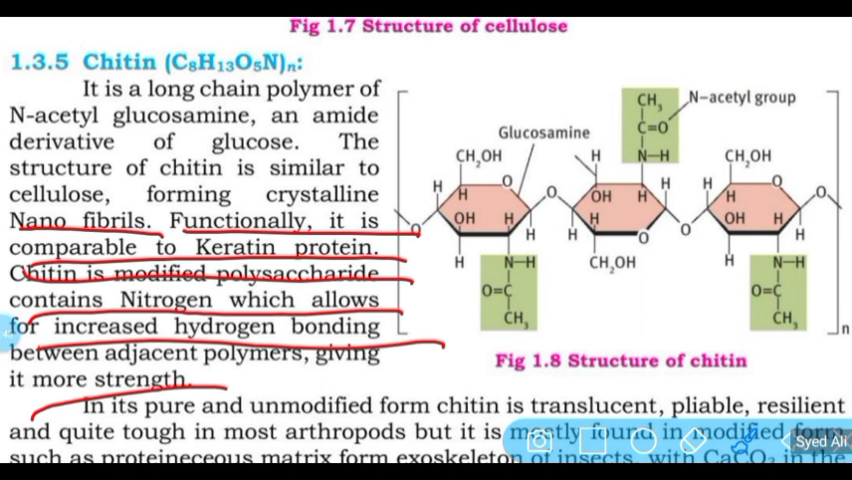 Fig 1.7 Structure of cellulose
1.3.5 Chitin (C₈H₁₃O₅N)ₙ:
It is a long chain polymer of
N-acetyl glucosamine, an amide
derivative of glucose. The
structure of chitin is similar to
cellulose, forming crystalline
Nano fibrils. Functionally, it is
comparable to Keratin protein.
Chitin is modified polysaccharide
contains Nitrogen which allows
for increased hydrogen bonding
between adjacent polymers, giving
it more strength.
CH₃
N-acetyl group
C=O
Glucosamine
CH₂OH
H
N-H
CH₂OH
H
H
O
OH
H
H
O
H
H
O
O
OH
H
H
H
O
O
OH
H
O
H
H
O
H
H
N-H
CH₂OH
H
N-H
O=C
O=C
CH₃
CH₃
n
Fig 1.8 Structure of chitin
In its pure and unmodified form chitin is translucent, pliable, resilient
and quite tough in most arthropods but it is mostly found in modified form
such as proteineceous matrix form exoskeleton of insects, with CaCO₃ in the
Syed Ali